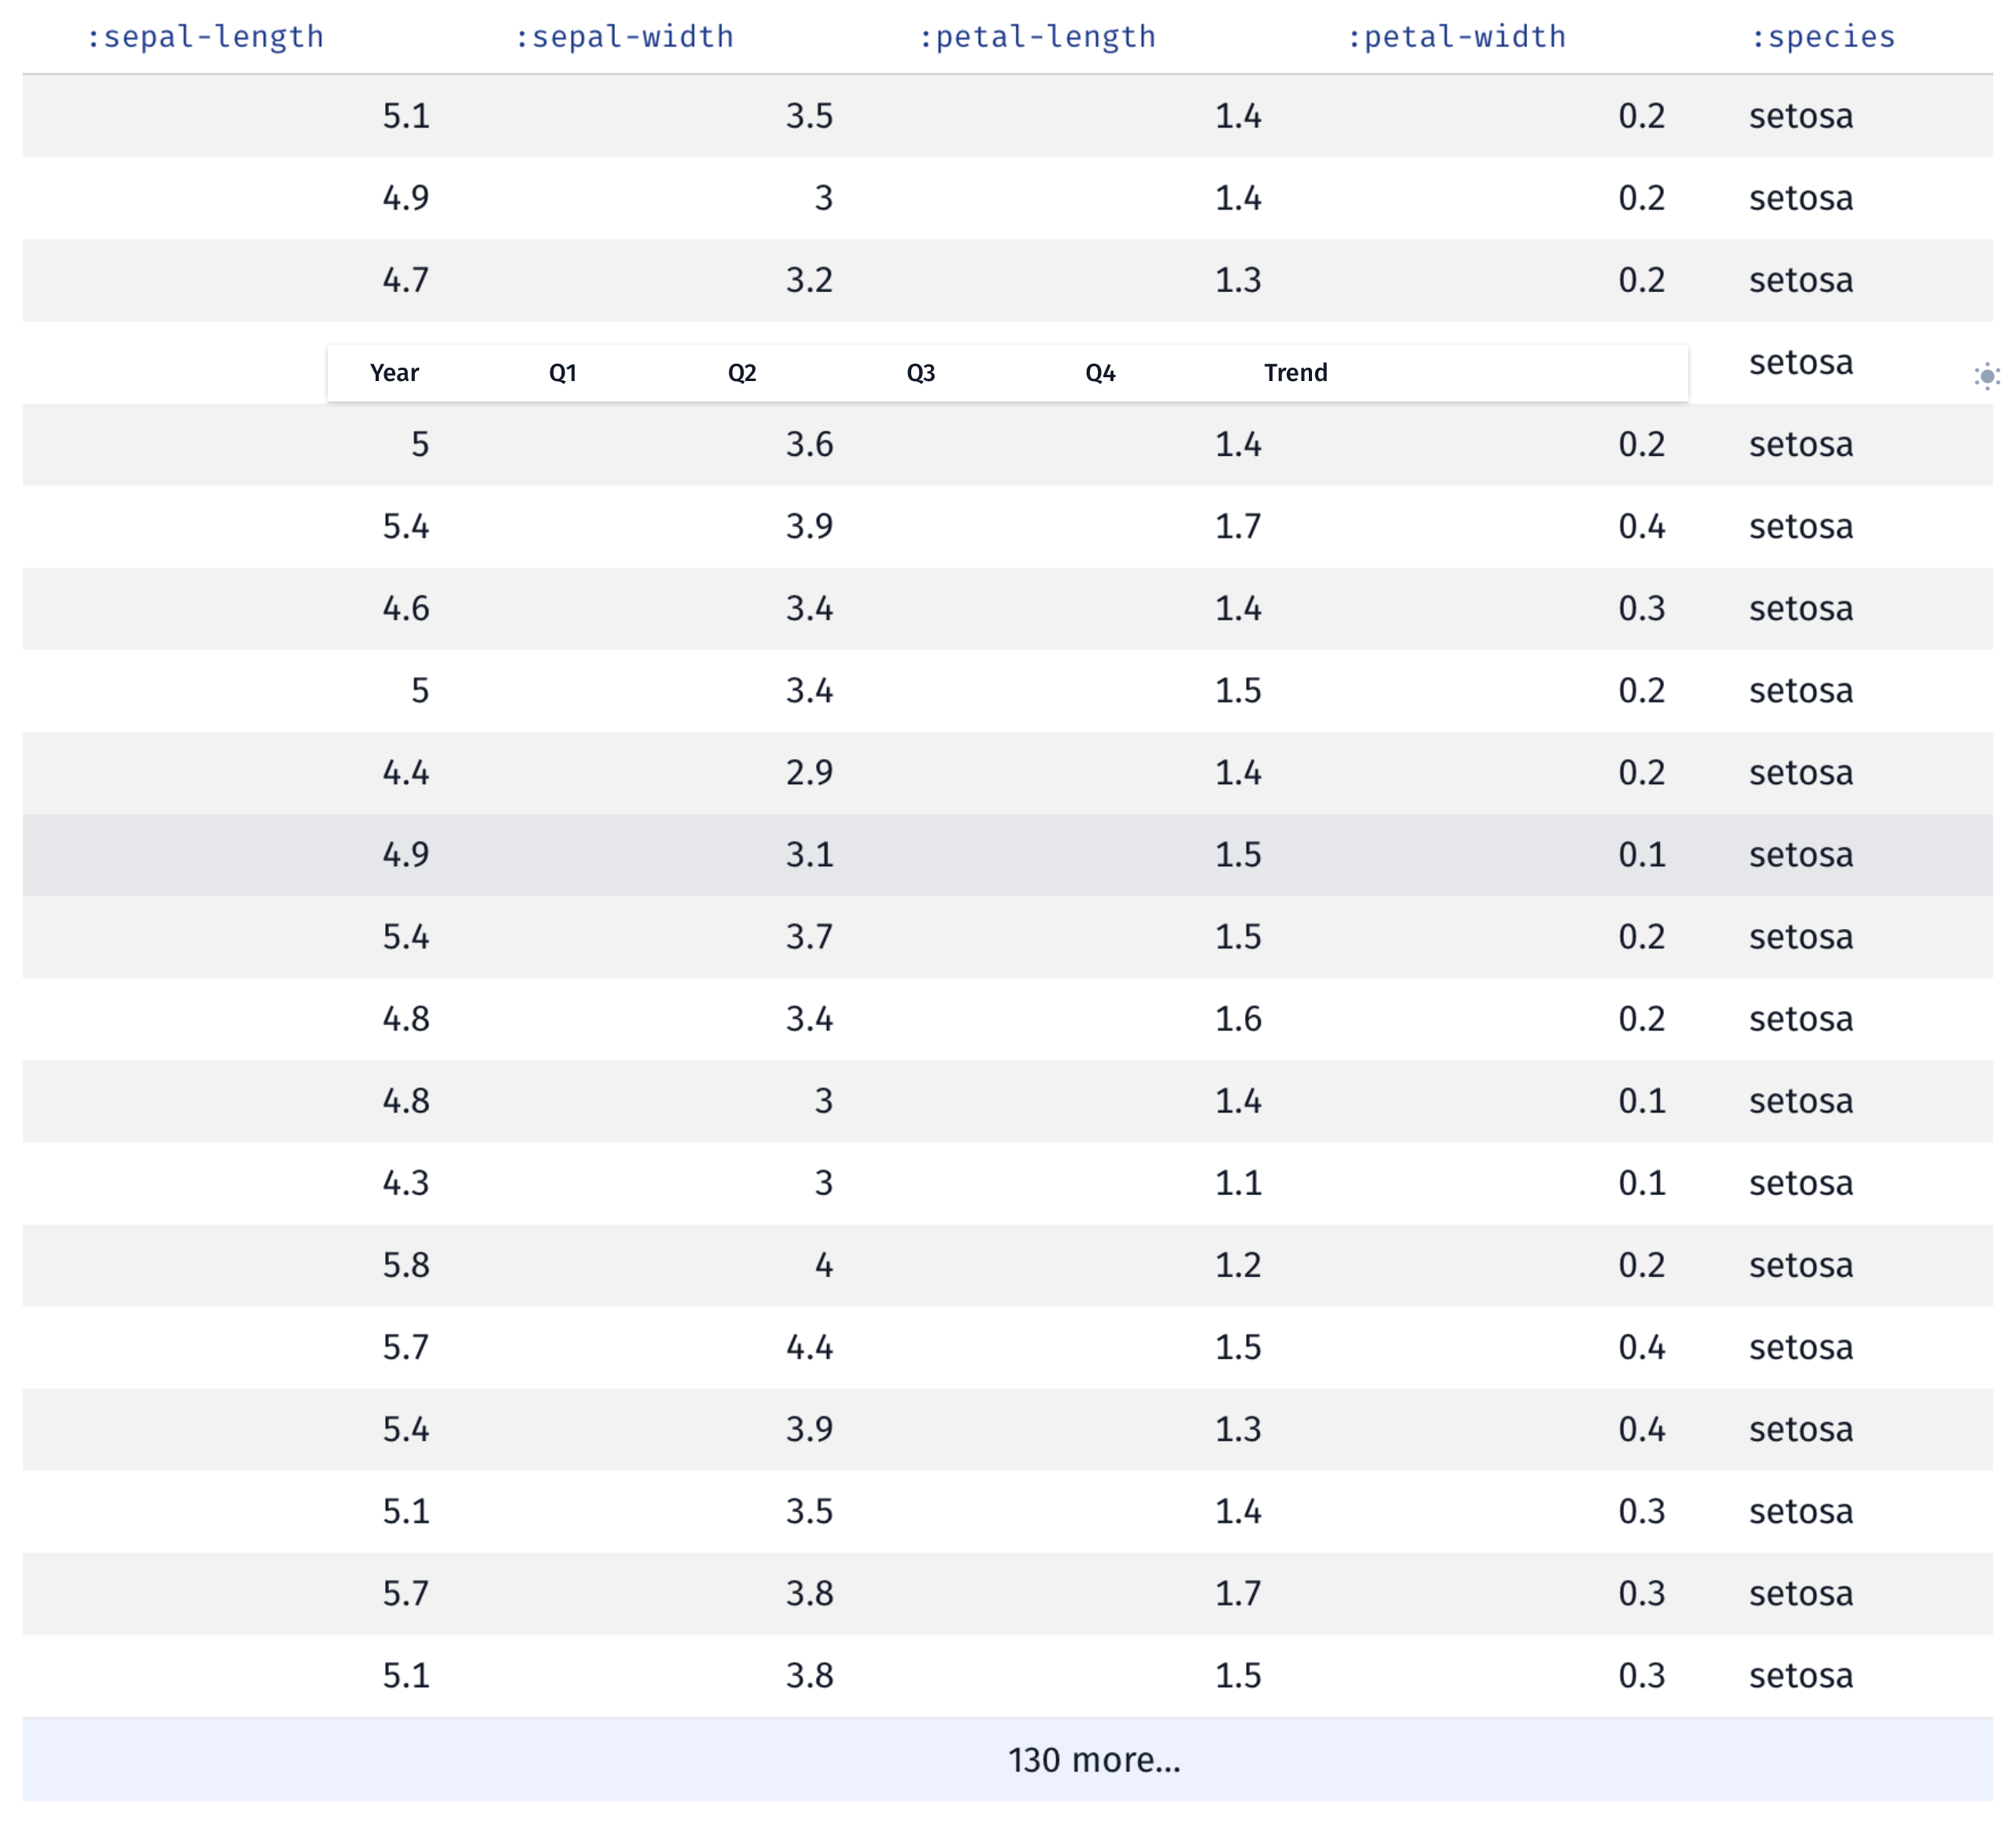 :sepal-length :sepal-width :petal-length :petal-width :species
5.1 3.5 1.4 0.2 setosa
4.9 3 1.4 0.2 setosa
4.7 3.2 1.3 0.2 setosa
setosa
Year Q1 Q2 Q3 Q4 Trend
5 3.6 1.4 0.2 setosa
5.4 3.9 1.7 0.4 setosa
4.6 3.4 1.4 0.3 setosa
5 3.4 1.5 0.2 setosa
4.4 2.9 1.4 0.2 setosa
4.9 3.1 1.5 0.1 setosa
5.4 3.7 1.5 0.2 setosa
4.8 3.4 1.6 0.2 setosa
4.8 3 1.4 0.1 setosa
4.3 3 1.1 0.1 setosa
5.8 4 1.2 0.2 setosa
5.7 4.4 1.5 0.4 setosa
5.4 3.9 1.3 0.4 setosa
5.1 3.5 1.4 0.3 setosa
5.7 3.8 1.7 0.3 setosa
5.1 3.8 1.5 0.3 setosa
130 more...